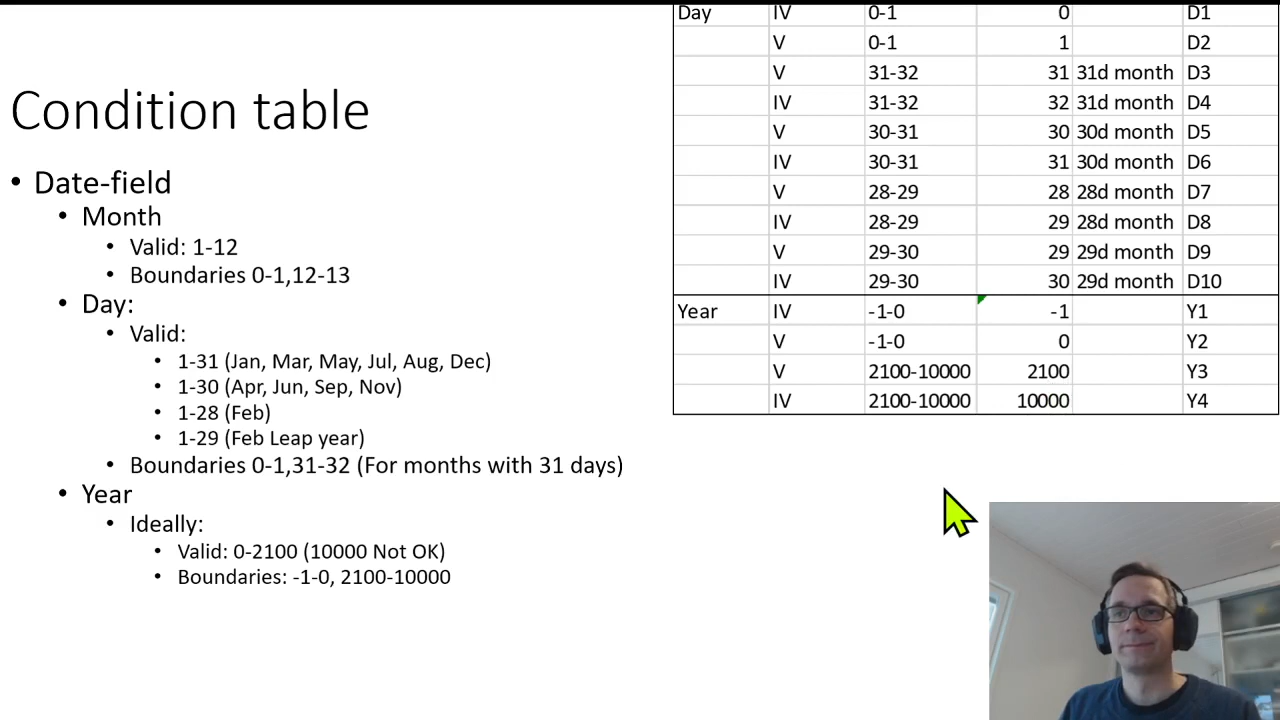 Condition table
• Date-field
• Month
• Valid: 1-12
• Boundaries 0-1,12-13
• Day:
• Valid:
• 1-31 (Jan, Mar, May, Jul, Aug, Dec)
• 1-30 (Apr, Jun, Sep, Nov)
• 1-28 (Feb)
• 1-29 (Feb Leap year)
• Boundaries 0-1,31-32 (For months with 31 days)
• Year
• Ideally:
• Valid: 0-2100 (10000 Not OK)
• Boundaries: -1-0, 2100-10000
Day IV 0-1 0 D1
V 0-1 1 D2
V 31-32 31 31d month D3
IV 31-32 32 31d month D4
V 30-31 30 30d month D5
IV 30-31 31 30d month D6
V 28-29 28 28d month D7
IV 28-29 29 28d month D8
V 29-30 29 29d month D9
IV 29-30 30 29d month D10
Year IV -1-0 -1 Y1
V -1-0 0 Y2
V 2100-10000 2100 Y3
IV 2100-10000 10000 Y4